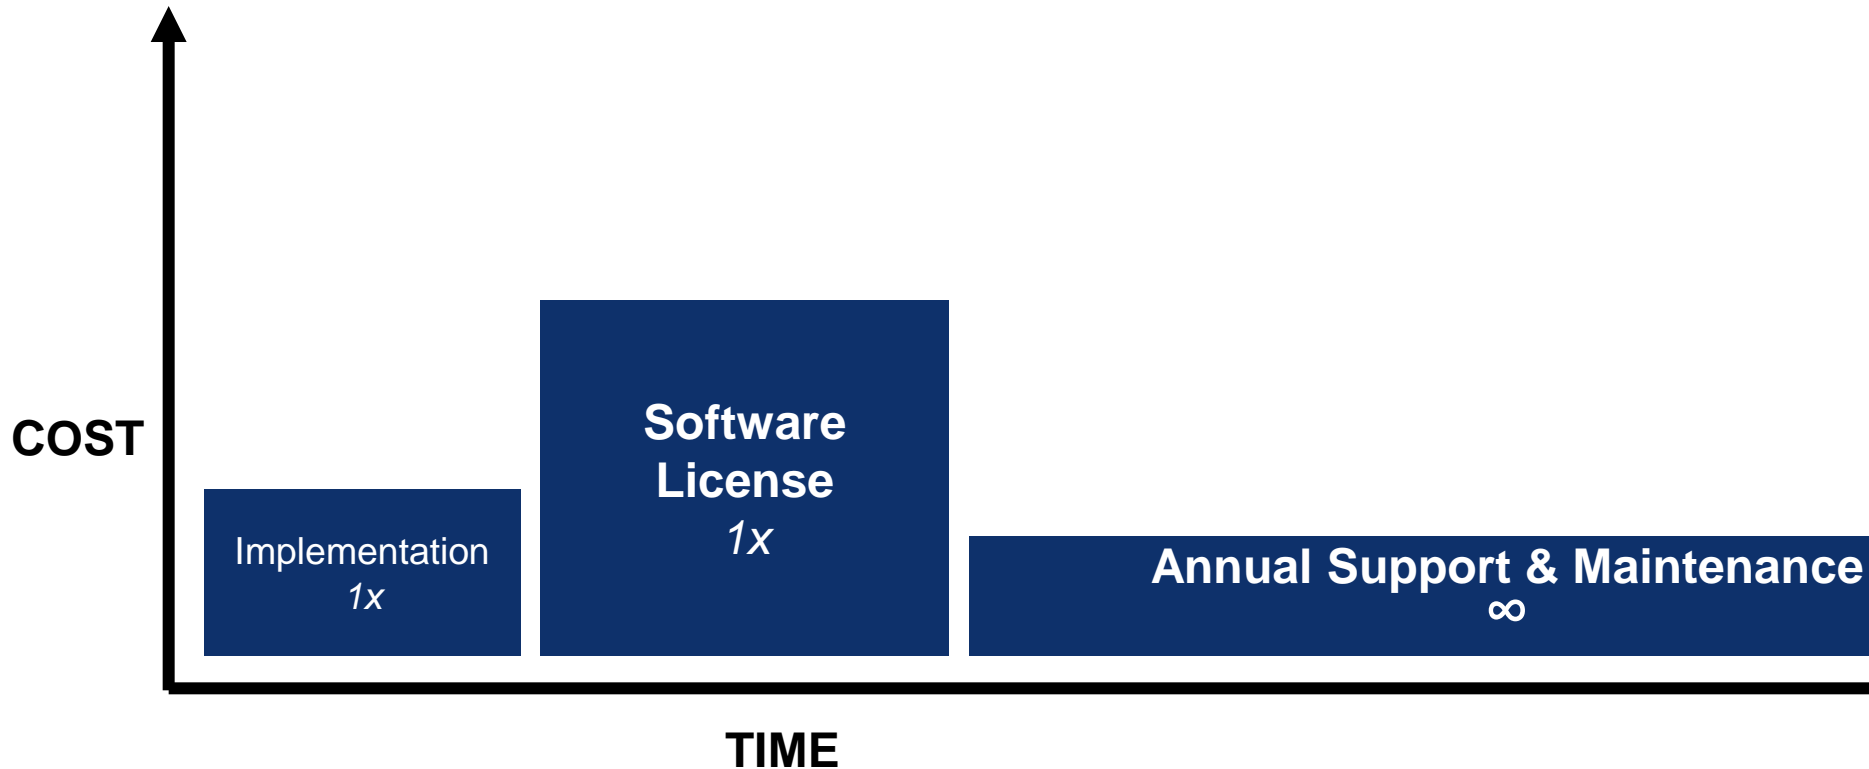 COST
Implementation
1x
Software
License
1x
Annual Support & Maintenance
∞
TIME